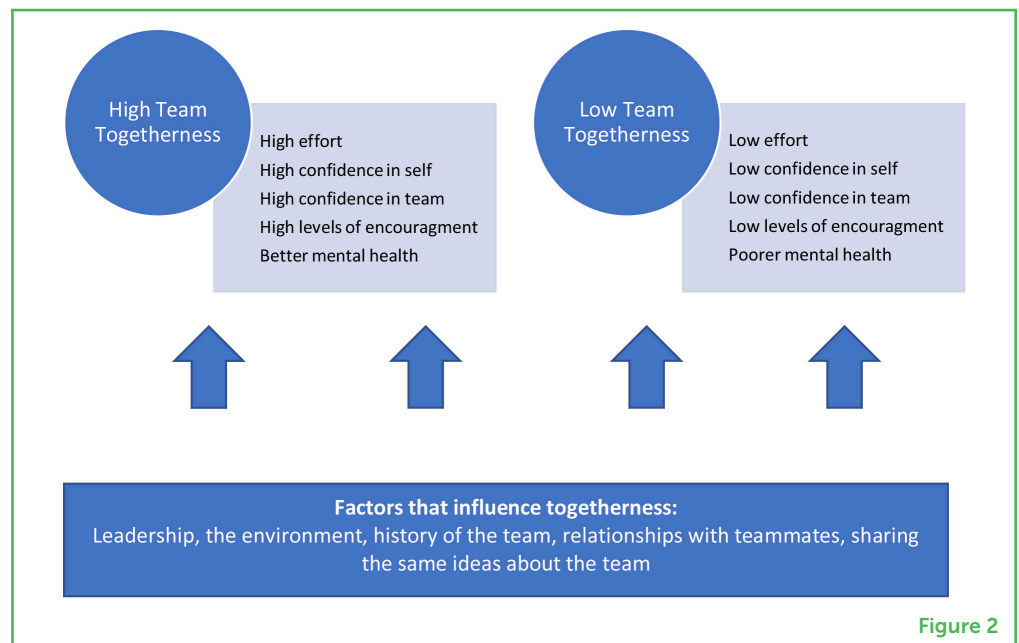 High Team
Togetherness
High effort
High confidence in self
High confidence in team
High levels of encouragment
Better mental health
Low Team
Togetherness
Low effort
Low confidence in self
Low confidence in team
Low levels of encouragment
Poorer mental health
Factors that influence togetherness:
Leadership, the environment, history of the team, relationships with teammates, sharing
the same ideas about the team
Figure 2